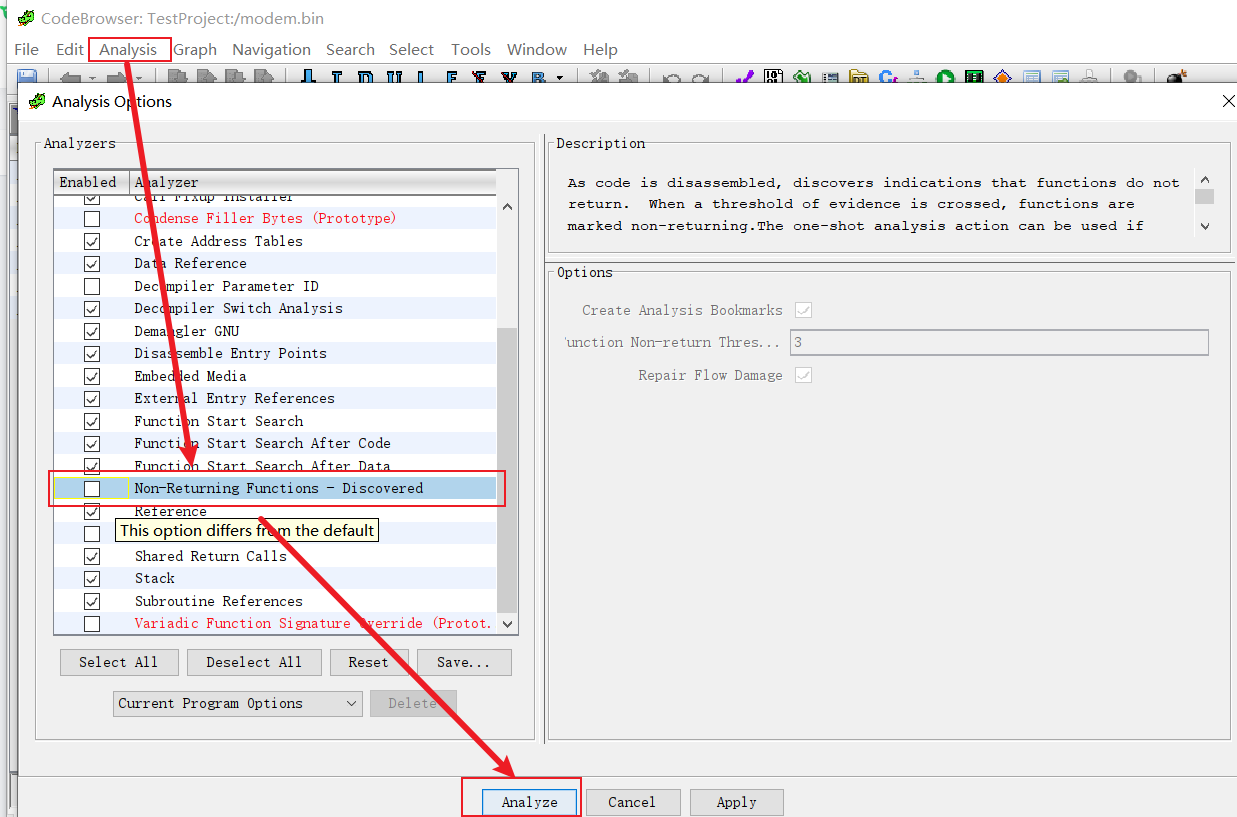 CodeBrowser: TestProject:/modem.bin
File Edit Analysis Graph Navigation Search Select Tools Window Help
Analysis Options
Analyzers
Enabled Analyzer
Call Fixup Installer
Condense Filler Bytes (Prototype)
Create Address Tables
Data Reference
Decompiler Parameter ID
Decompiler Switch Analysis
Demangler GNU
Disassemble Entry Points
Embedded Media
External Entry References
Function Start Search
Function Start Search After Code
Function Start Search After Data
Non-Returning Functions - Discovered
Reference
This option differs from the default
Shared Return Calls
Stack
Subroutine References
Variadic Function Signature Override (Protot.
Select All Deselect All Reset Save...
Current Program Options Delete
Description
As code is disassembled, discovers indications that functions do not
return. When a threshold of evidence is crossed, functions are
marked non-returning.The one-shot analysis action can be used if
Options
Create Analysis Bookmarks
unction Non-return Thres... 3
Repair Flow Damage
Analyze Cancel Apply